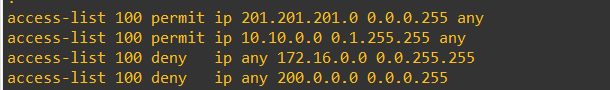 access-list 100 permit ip 201.201.201.0 0.0.0.255 any
access-list 100 permit ip 10.10.0.0 0.1.255.255 any
access-list 100 deny   ip any 172.16.0.0 0.0.255.255
access-list 100 deny   ip any 200.0.0.0 0.0.0.255